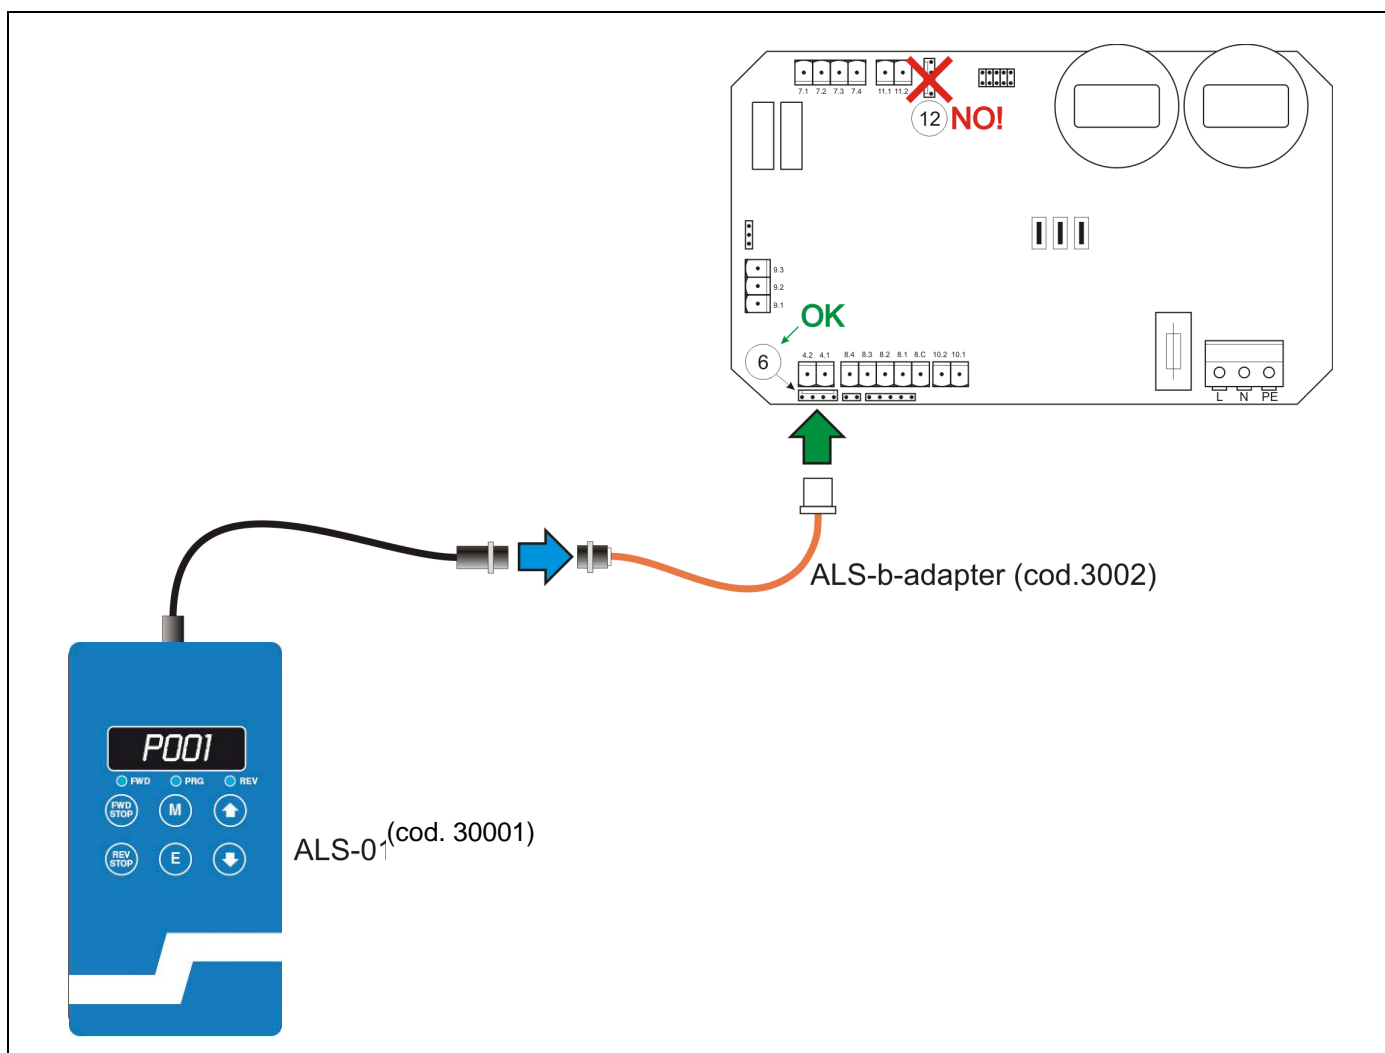 7.1 7.2 7.3 7.4 11.1 11.2
12 NO!
9.3
9.2
9.1
OK
6
4.2 4.1 8.4 8.3 8.2 8.1 8.C 10.2 10.1
L N PE
ALS-b-adapter (cod.3002)
P001
FWD PRG REV
FWD STOP M
REV STOP E
ALS-01 (cod. 30001)